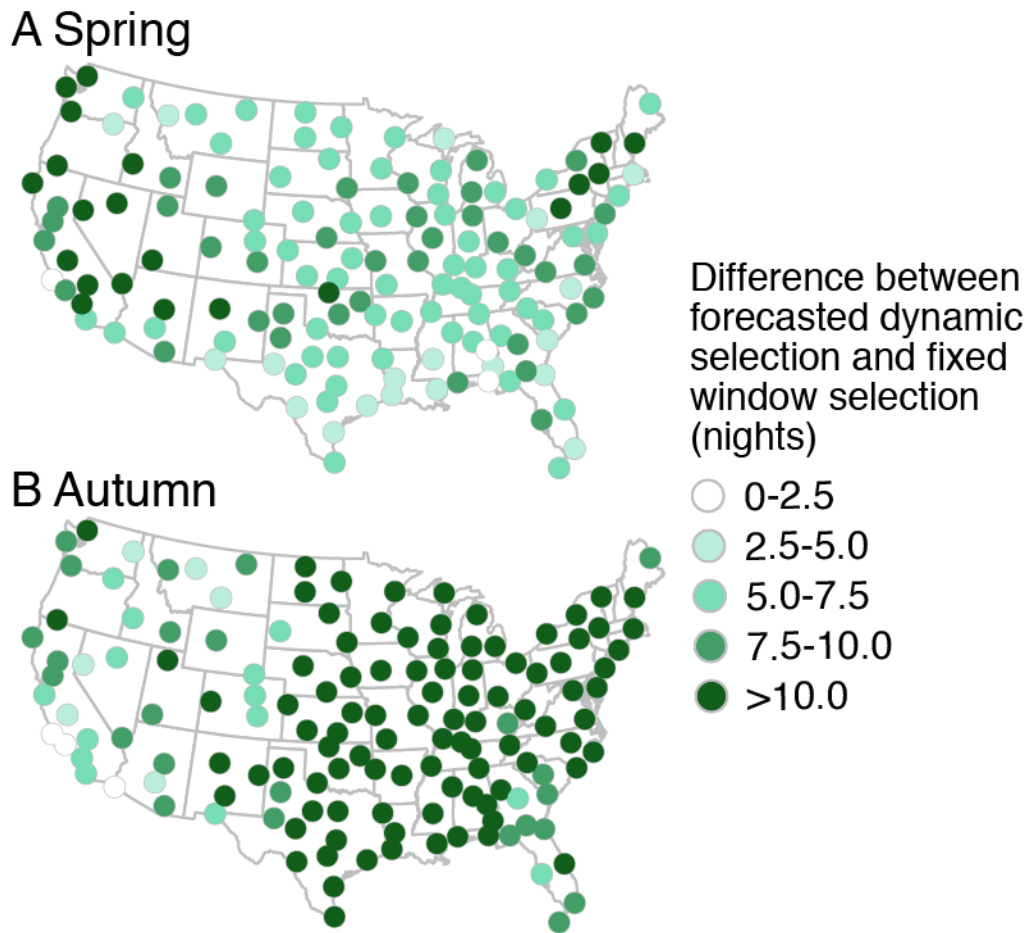 A Spring
B Autumn
Difference between
forecasted dynamic
selection and fixed
window selection
(nights)
0-2.5
2.5-5.0
5.0-7.5
7.5-10.0
>10.0